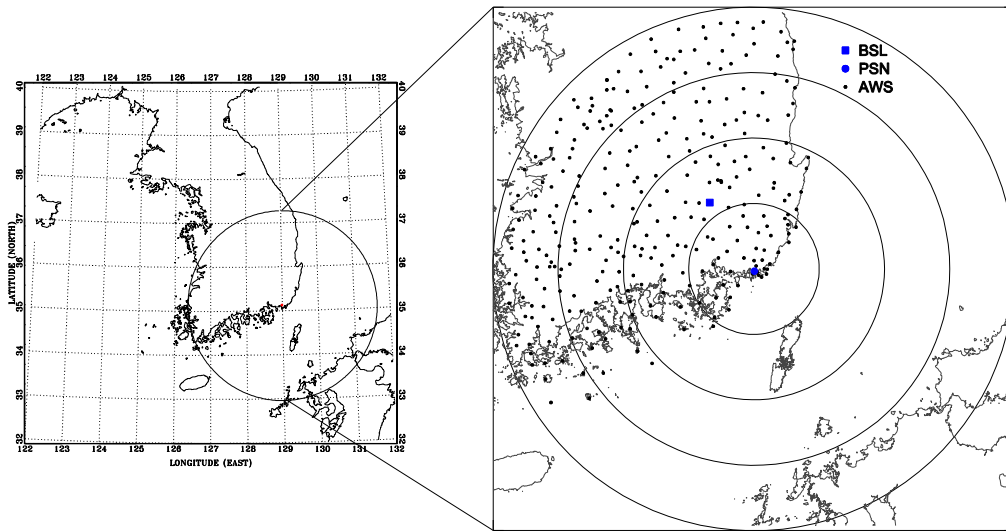 122 123 124 125 126 127 128 129 130 131 132
40 40
39 39
38 38
37 37
36 36
35 35
34 34
33 33
32 32
LATITUDE (NORTH)
122 123 124 125 126 127 128 129 130 131 132
LONGITUDE (EAST)
BSL
PSN
AWS